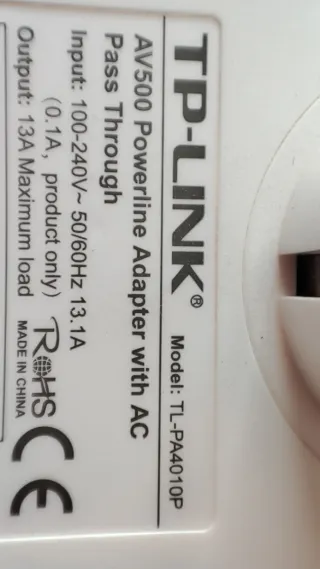 TP-LINK® Model: TL-PA4010P
AV500 Powerline Adapter with AC
Pass Through
Input: 100-240V~ 50/60Hz 13.1A
(0.1A, product only)
Output: 13A Maximum load
RoHS
MADE IN CHINA
CE